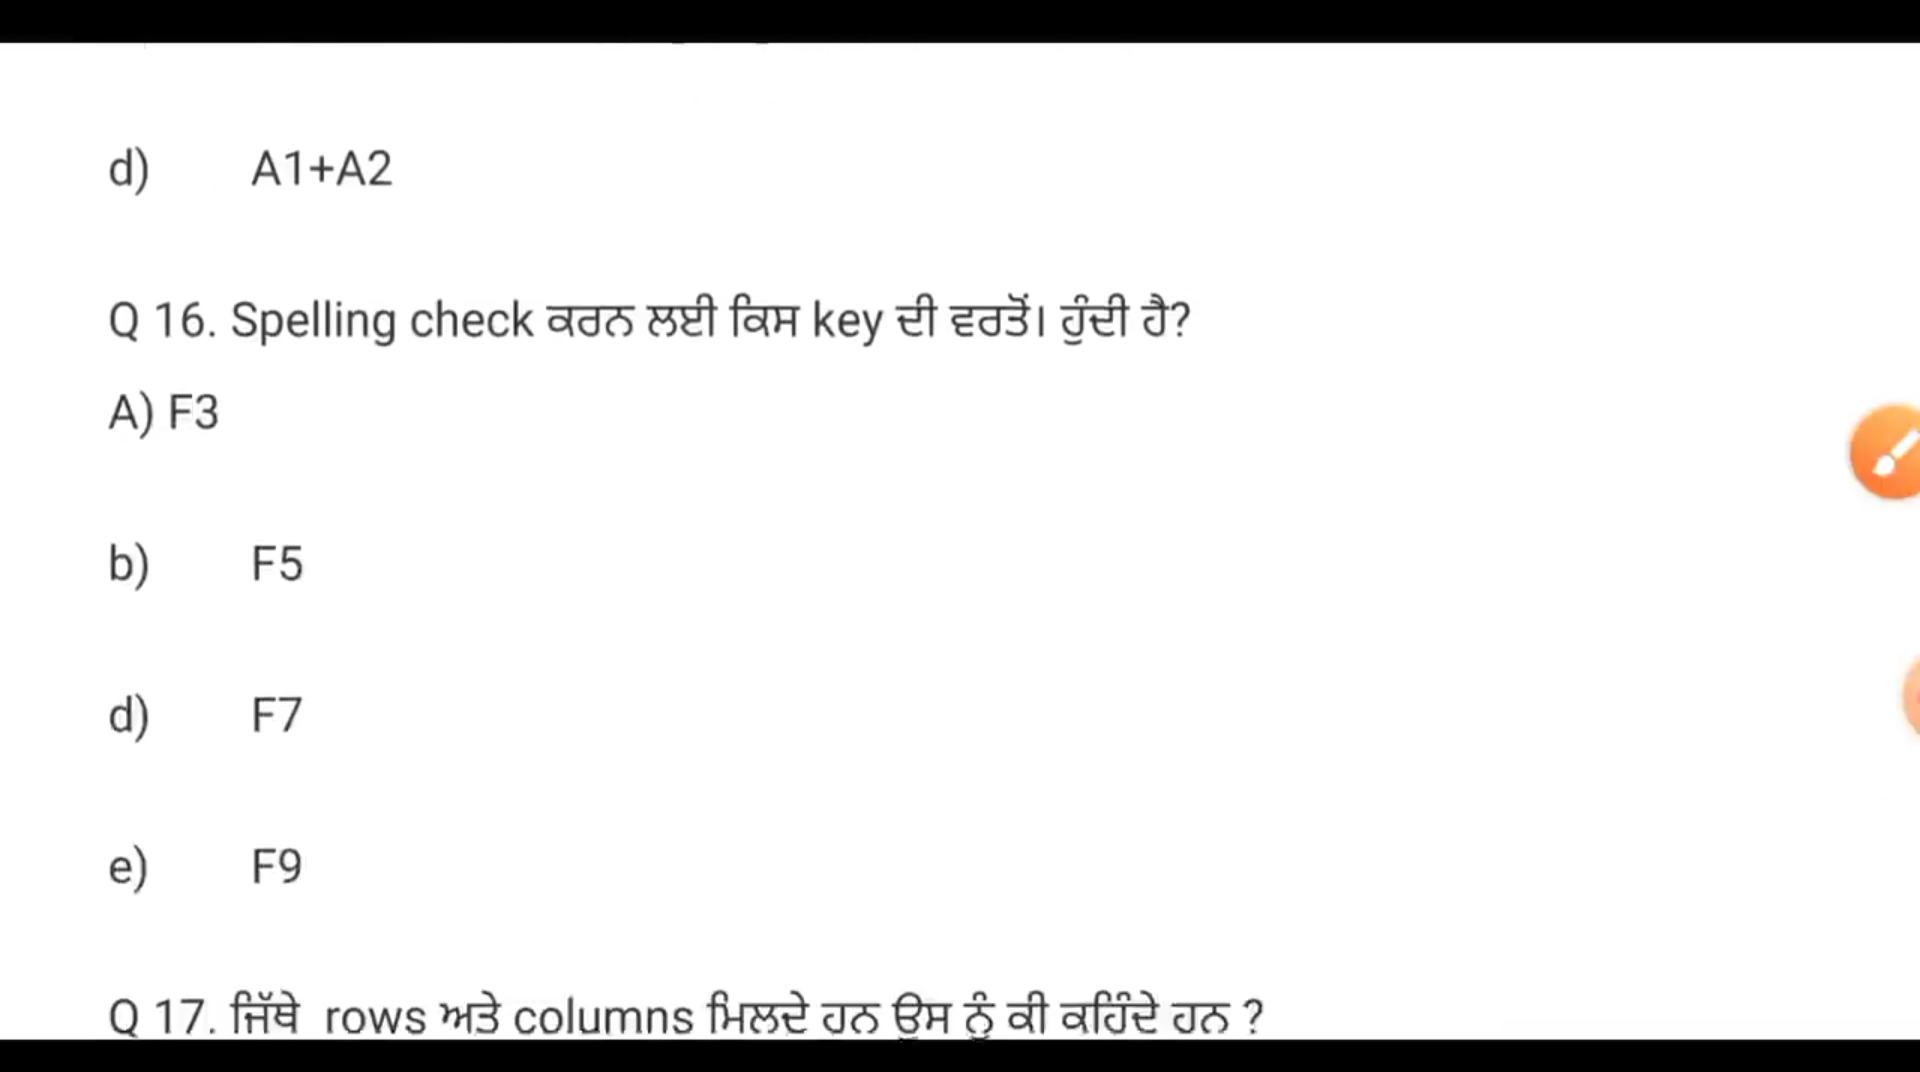 d) A1+A2
Q 16. Spelling check ਕਰਨ ਲਈ ਕਿਸ key ਦੀ ਵਰਤੋਂ। ਹੁੰਦੀ ਹੈ?
A) F3
b) F5
d) F7
e) F9
Q 17. ਜਿੱਥੇ rows ਅਤੇ columns ਮਿਲਦੇ ਹਨ ਉਸ ਨੂੰ ਕੀ ਕਹਿੰਦੇ ਹਨ ?